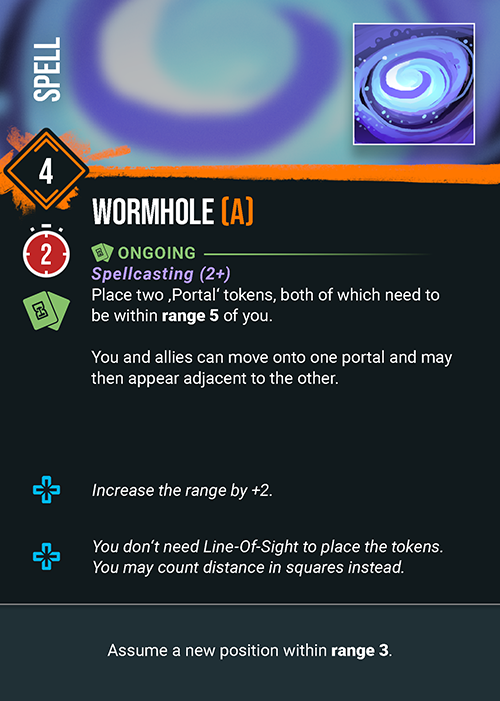 SPELL
4
WORMHOLE (A)
2
ONGOING
Spellcasting (2+)
Place two ‚Portal‘ tokens, both of which need to
be within range 5 of you.
You and allies can move onto one portal and may
then appear adjacent to the other.
Increase the range by +2.
You don‘t need Line-Of-Sight to place the tokens.
You may count distance in squares instead.
Assume a new position within range 3.